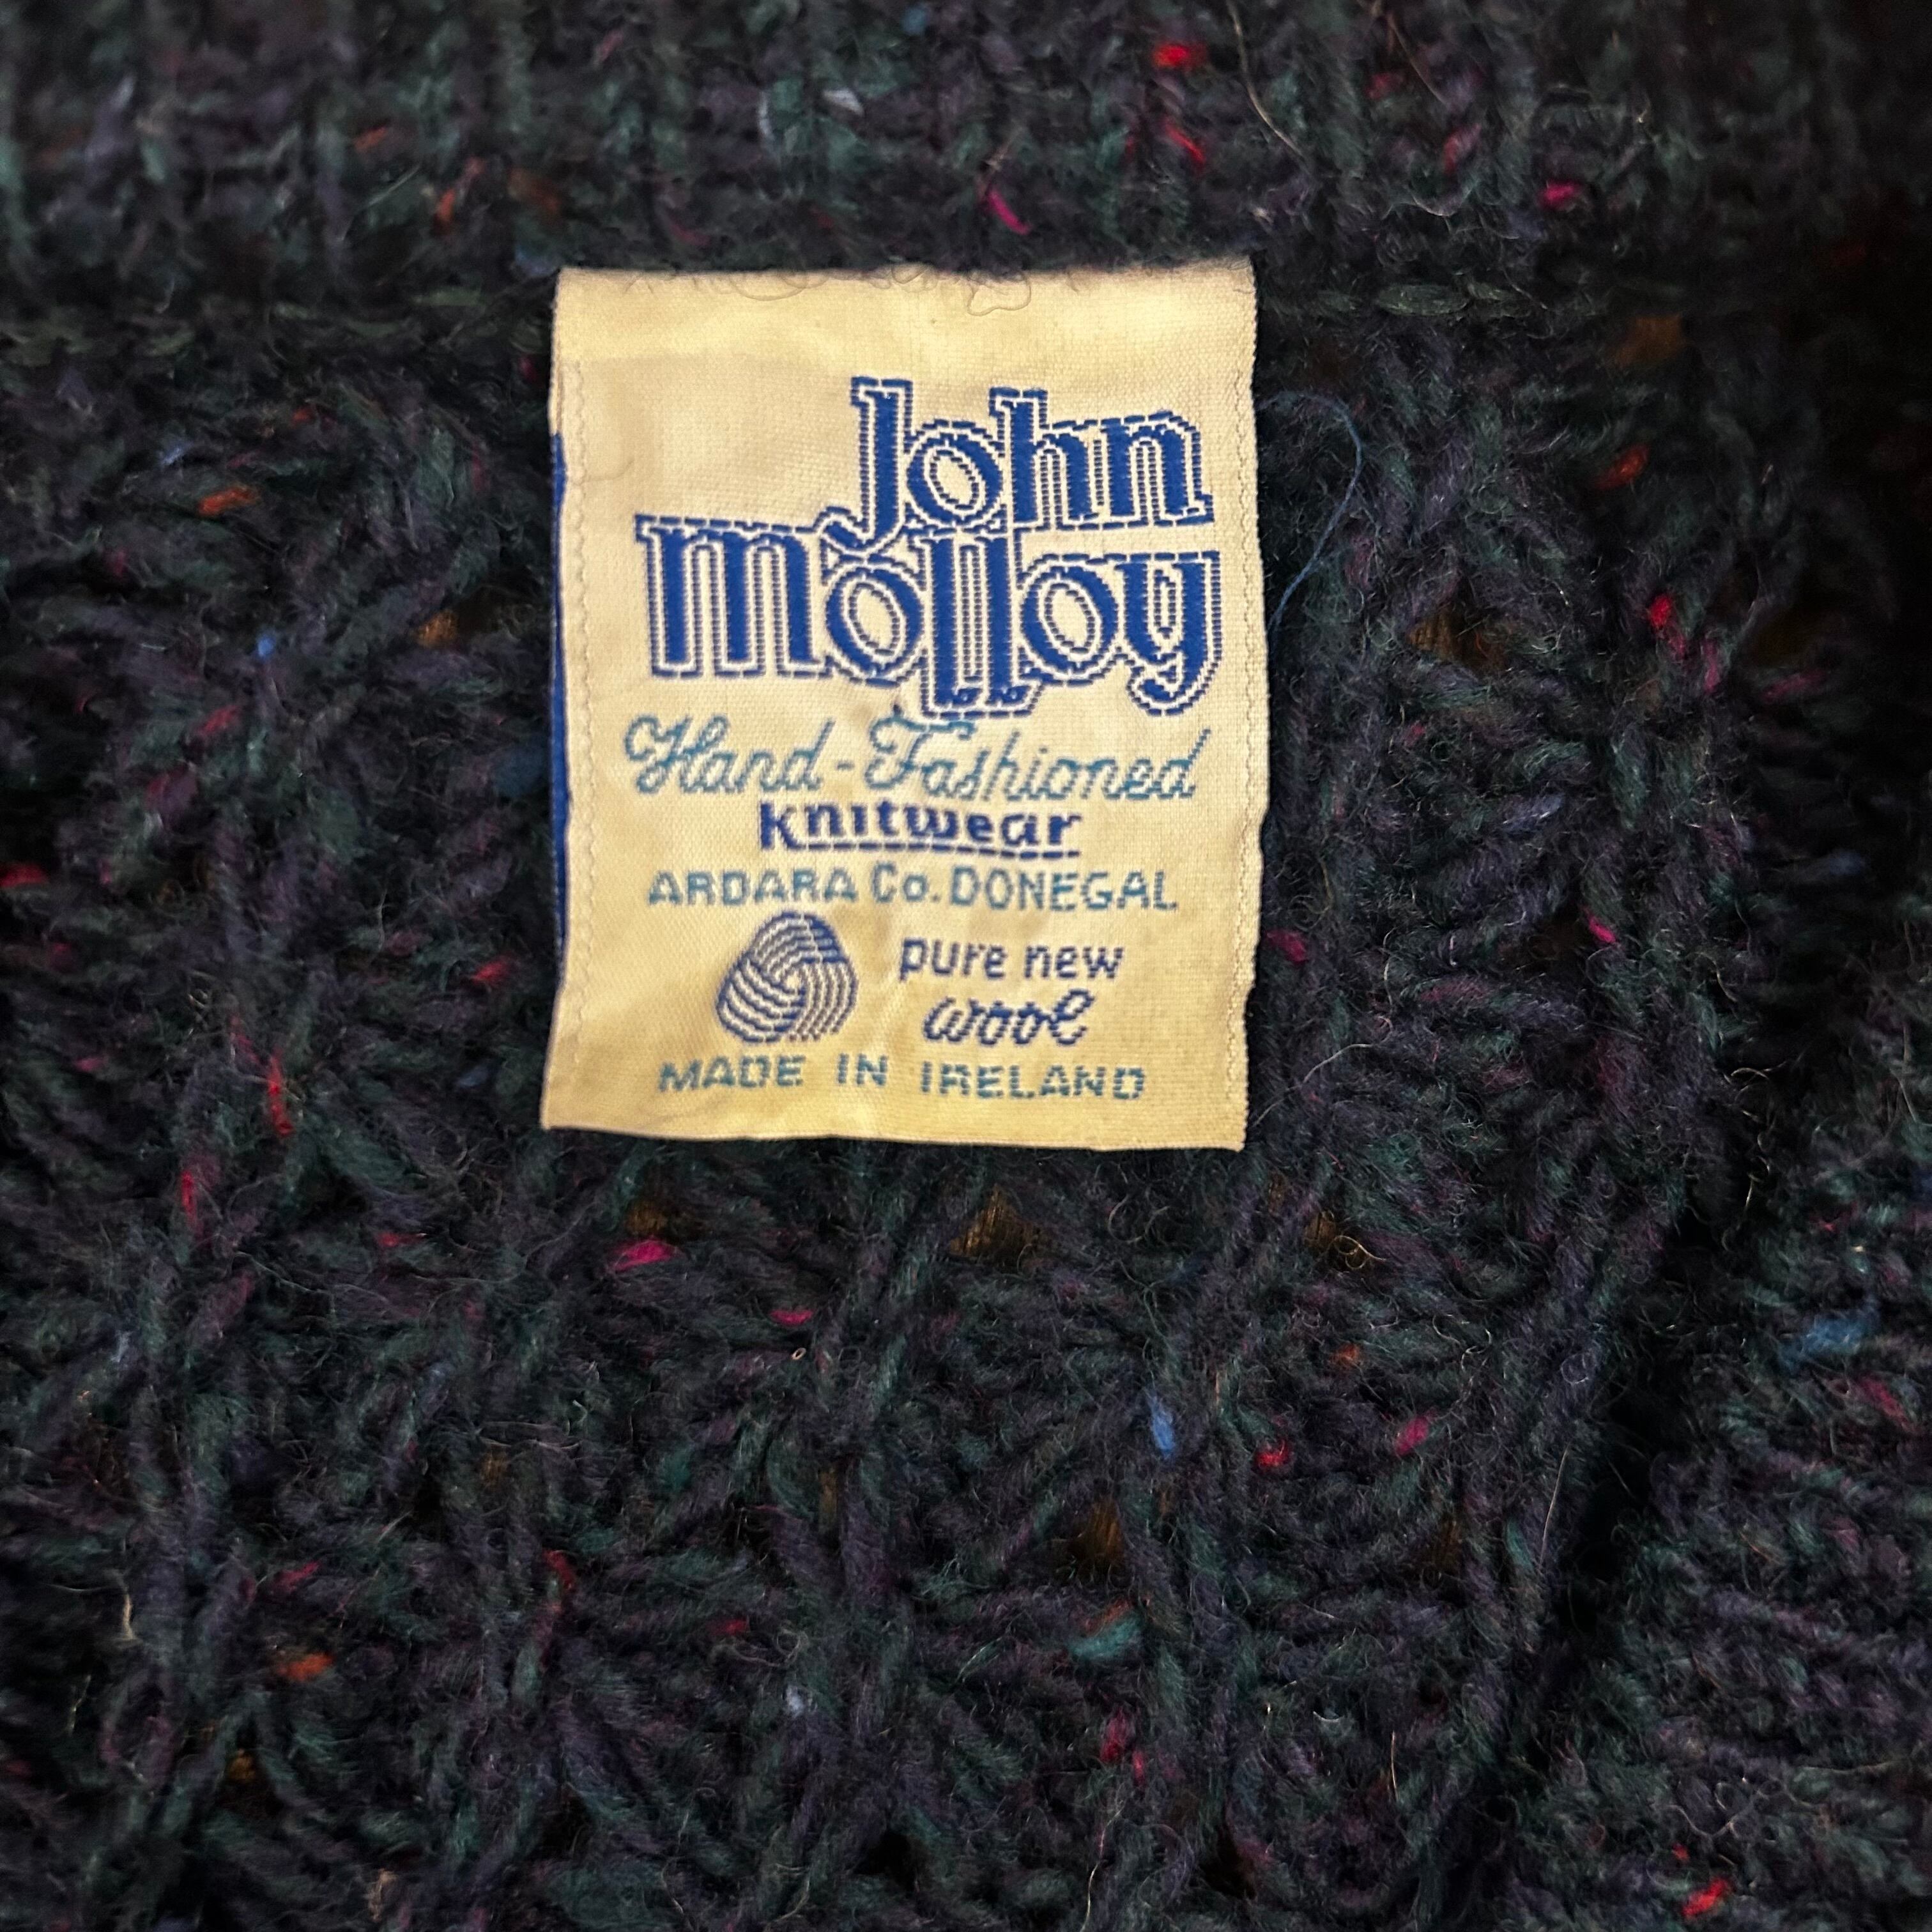 John
Molloy
Hand-Fashioned
knitwear
ARDARA Co. DONEGAL
pure new
wool
MADE IN IRELAND